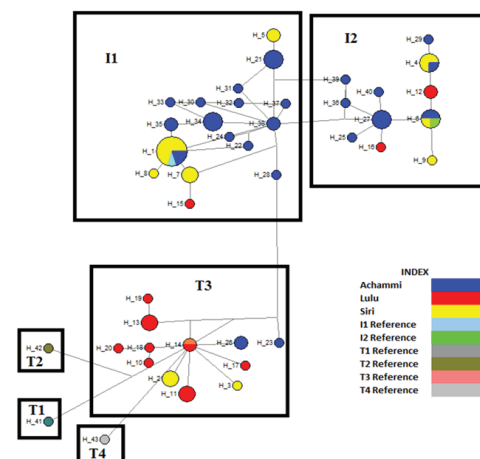 I1
I2
H_5
H_21
H_31
H_33
H_30
H_32
H_37
H_35
H_34
H_38
H_24
H_22
H_1
H_8
H_7
H_15
H_28
H_29
H_4
H_39
H_40
H_12
H_36
H_27
H_6
H_25
H_16
H_9
T3
H_19
H_13
H_20
H_18
H_14
H_26
H_23
H_10
H_17
H_2
H_3
H_11
H_42
T2
T1
H_41
H_43
T4
INDEX
Achammi
Lulu
Siri
I1 Reference
I2 Reference
T1 Reference
T2 Reference
T3 Reference
T4 Reference